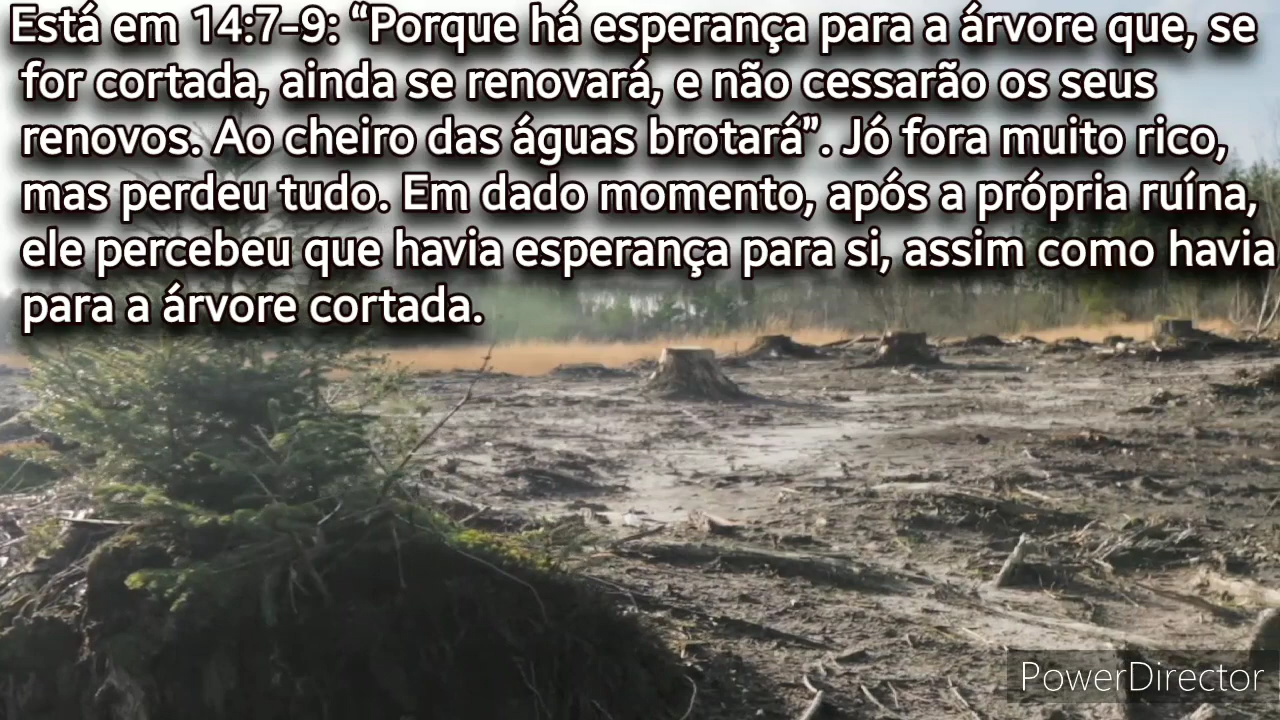 Está em 14:7-9: “Porque há esperança para a árvore que, se
for cortada, ainda se renovará, e não cessarão os seus
renovos. Ao cheiro das águas brotará”. Jó fora muito rico,
mas perdeu tudo. Em dado momento, após a própria ruína,
ele percebeu que havia esperança para si, assim como havia
para a árvore cortada.
PowerDirector